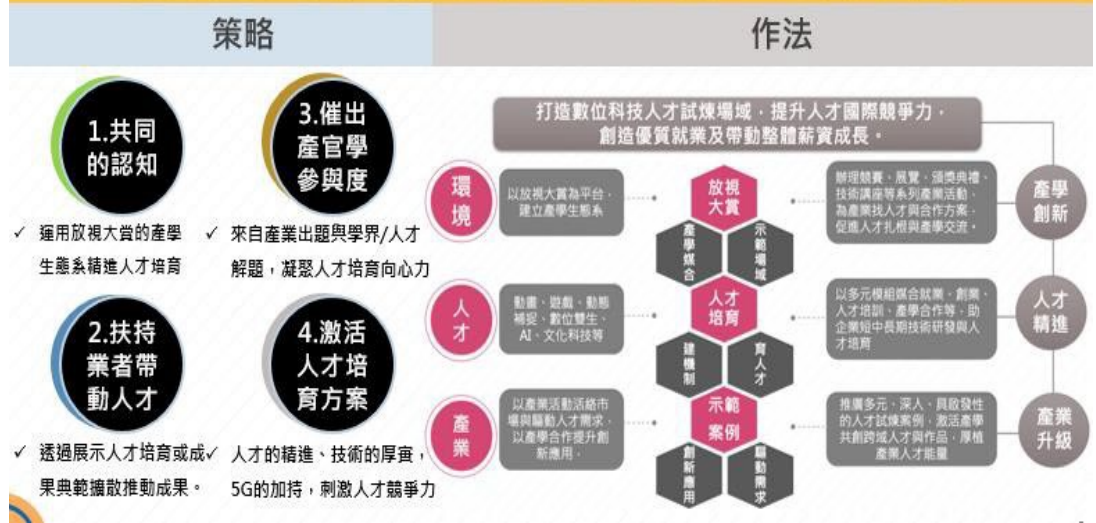 策略
作法
1.共同
的認知
✓ 運用放視大賞的產學
生態系精進人才培育
3.催出
產官學
參與度
✓ 來自產業出題與學界/人才
解題，凝聚人才培育向心力
2.扶持
業者帶
動人才
✓ 透過展示人才培育或成
果典範擴散推動成果。
4.激活
人才培
育方案
✓ 人才的精進、技術的厚實，
5G的加持，刺激人才競爭力
打造數位科技人才試煉場域，提升人才國際競爭力，
創造優質就業及帶動整體薪資成長。
環
境
以放視大賞為平台，
建立產學生態系
放視
大賞
產學媒合
示範場域
辦理競賽、展覽、頒獎典禮、
技術講座等系列產業活動，
為產業找人才與合作方案，
促進人才扎根與產學交流。
產學
創新
人
才
動畫、遊戲、動態
補捉、數位雙生、
AI、文化科技等
人才
培育
建機制
育人才
以多元模組媒合就業、創業、
人才培訓、產學合作等，助
企業短中長期技術研發與人
才培育
人才
精進
產
業
以產業活動活絡市
場與驅動人才需求，
以產學合作提升創
新應用。
示範
案例
創新應用
驅動需求
推廣多元、深入、具啟發性
的人才試煉案例，激活產學
共創跨域人才與作品，厚植
產業人才能量
產業
升級